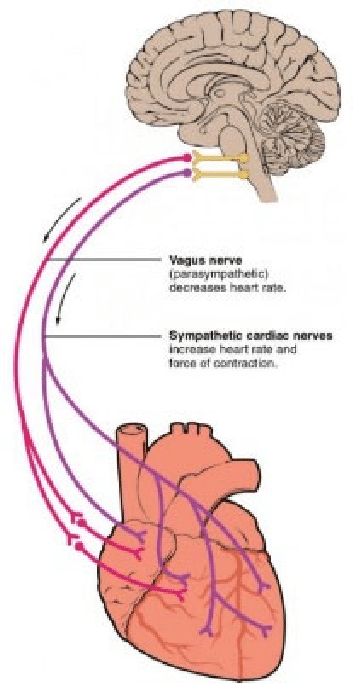 Vagus nerve
(parasympathetic)
decreases heart rate.
Sympathetic cardiac nerves
increase heart rate and
force of contraction.